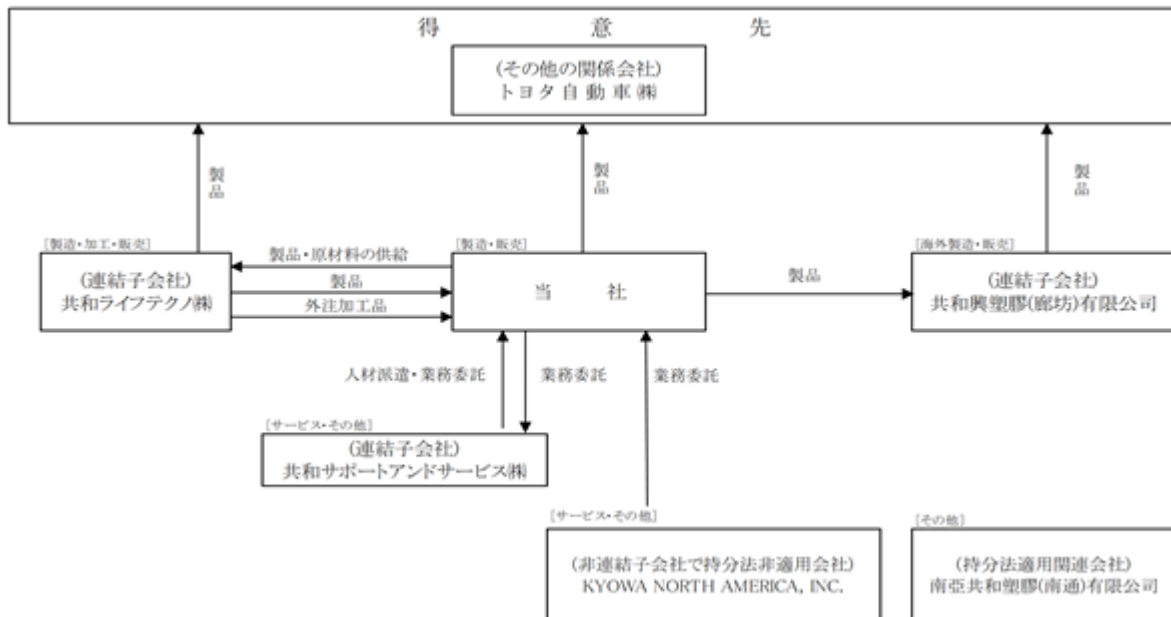 得意先
(その他の関係会社)
トヨタ自動車㈱
製品
製品
製品
[製造・加工・販売]
(連結子会社)
共和ライフテクノ㈱
製品・原材料の供給
製品
外注加工品
[製造・販売]
当社
製品
[海外製造・販売]
(連結子会社)
共和興塑膠(廊坊)有限公司
人材派遣・業務委託
業務委託
業務委託
[サービス・その他]
(連結子会社)
共和サポートアンドサービス㈱
[サービス・その他]
(非連結子会社で持分法非適用会社)
KYOWA NORTH AMERICA, INC.
[その他]
(持分法適用関連会社)
南亞共和塑膠(南通)有限公司